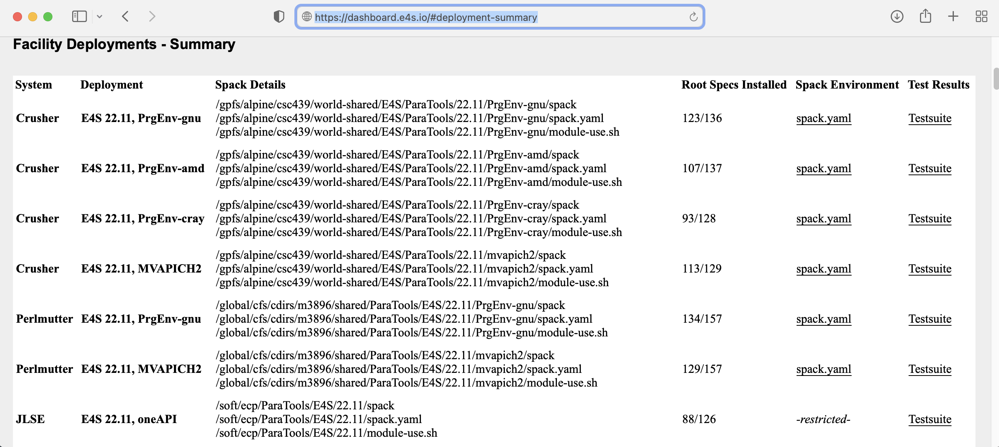 https://dashboard.e4s.io/#deployment-summary
Facility Deployments - Summary
System Deployment Spack Details Root Specs Installed Spack Environment Test Results
/gpfs/alpine/csc439/world-shared/E4S/ParaTools/22.11/PrgEnv-gnu/spack
Crusher E4S 22.11, PrgEnv-gnu /gpfs/alpine/csc439/world-shared/E4S/ParaTools/22.11/PrgEnv-gnu/spack.yaml 123/136 spack.yaml Testsuite
/gpfs/alpine/csc439/world-shared/E4S/ParaTools/22.11/PrgEnv-gnu/module-use.sh
/gpfs/alpine/csc439/world-shared/E4S/ParaTools/22.11/PrgEnv-amd/spack
Crusher E4S 22.11, PrgEnv-amd /gpfs/alpine/csc439/world-shared/E4S/ParaTools/22.11/PrgEnv-amd/spack.yaml 107/137 spack.yaml Testsuite
/gpfs/alpine/csc439/world-shared/E4S/ParaTools/22.11/PrgEnv-amd/module-use.sh
/gpfs/alpine/csc439/world-shared/E4S/ParaTools/22.11/PrgEnv-cray/spack
Crusher E4S 22.11, PrgEnv-cray /gpfs/alpine/csc439/world-shared/E4S/ParaTools/22.11/PrgEnv-cray/spack.yaml 93/128 spack.yaml Testsuite
/gpfs/alpine/csc439/world-shared/E4S/ParaTools/22.11/PrgEnv-cray/module-use.sh
/gpfs/alpine/csc439/world-shared/E4S/ParaTools/22.11/mvapich2/spack
Crusher E4S 22.11, MVAPICH2 /gpfs/alpine/csc439/world-shared/E4S/ParaTools/22.11/mvapich2/spack.yaml 113/129 spack.yaml Testsuite
/gpfs/alpine/csc439/world-shared/E4S/ParaTools/22.11/mvapich2/module-use.sh
/global/cfs/cdirs/m3896/shared/ParaTools/E4S/22.11/PrgEnv-gnu/spack
Perlmutter E4S 22.11, PrgEnv-gnu /global/cfs/cdirs/m3896/shared/ParaTools/E4S/22.11/PrgEnv-gnu/spack.yaml 134/157 spack.yaml Testsuite
/global/cfs/cdirs/m3896/shared/ParaTools/E4S/22.11/PrgEnv-gnu/module-use.sh
/global/cfs/cdirs/m3896/shared/ParaTools/E4S/22.11/mvapich2/spack
Perlmutter E4S 22.11, MVAPICH2 /global/cfs/cdirs/m3896/shared/ParaTools/E4S/22.11/mvapich2/spack.yaml 129/157 spack.yaml Testsuite
/global/cfs/cdirs/m3896/shared/ParaTools/E4S/22.11/mvapich2/module-use.sh
/soft/ecp/ParaTools/E4S/22.11/spack
JLSE E4S 22.11, oneAPI /soft/ecp/ParaTools/E4S/22.11/spack.yaml 88/126 -restricted- Testsuite
/soft/ecp/ParaTools/E4S/22.11/module-use.sh